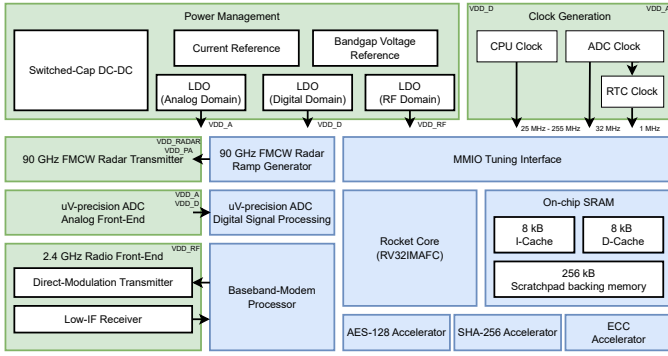 Power Management
Switched-Cap DC-DC
Current Reference
Bandgap Voltage
Reference
LDO
(Analog Domain)
LDO
(Digital Domain)
LDO
(RF Domain)
VDD_A
VDD_D
VDD_RF
VDD_D
VDD_A
Clock Generation
CPU Clock
ADC Clock
RTC Clock
25 MHz - 255 MHz
32 MHz
1 MHz
90 GHz FMCW Radar Transmitter
VDD_RADAR
VDD_PA
90 GHz FMCW Radar
Ramp Generator
MMIO Tuning Interface
uV-precision ADC
Analog Front-End
VDD_A
VDD_D
uV-precision ADC
Digital Signal Processing
2.4 GHz Radio Front-End
VDD_RF
Direct-Modulation Transmitter
Low-IF Receiver
Baseband-Modem
Processor
Rocket Core
(RV32IMAFC)
On-chip SRAM
8 kB
I-Cache
8 kB
D-Cache
256 kB
Scratchpad backing memory
AES-128 Accelerator
SHA-256 Accelerator
ECC
Accelerator